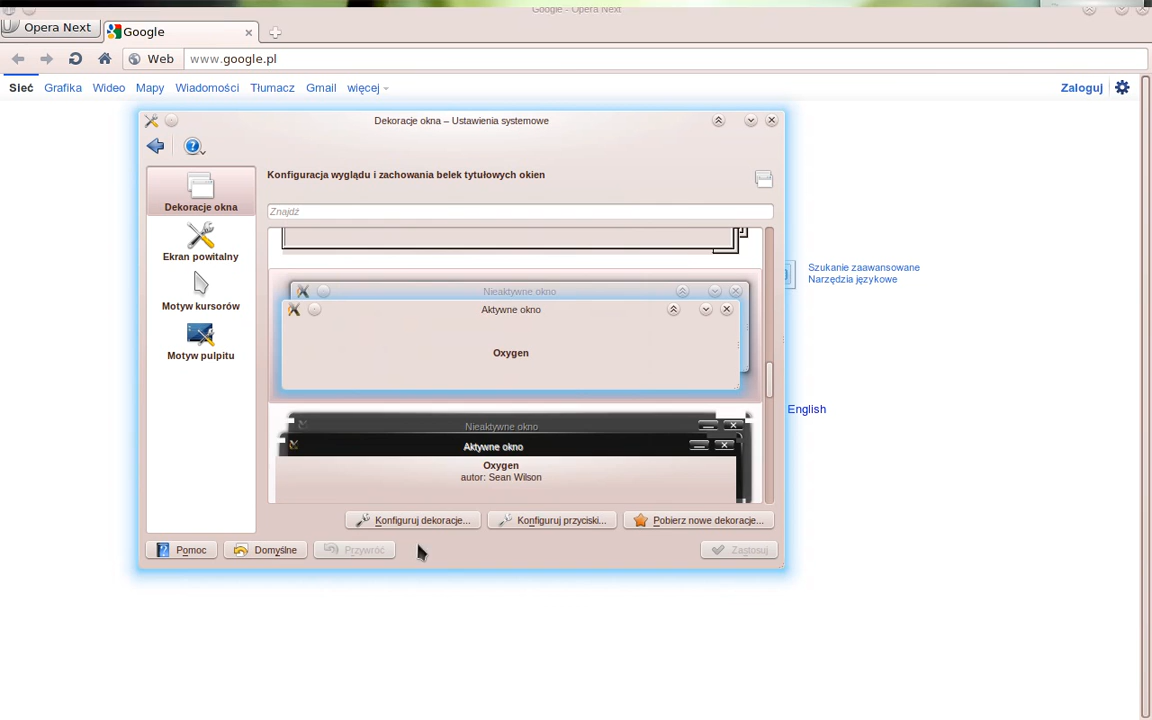 Google - Opera Next
Opera Next
Google
Web
www.google.pl
Sieć Grafika Wideo Mapy Wiadomości Tłumacz Gmail więcej
Zaloguj
Dekoracje okna – Ustawienia systemowe
Konfiguracja wyglądu i zachowania belek tytułowych okien
Znajdź
Dekoracje okna
Ekran powitalny
Motyw kursorów
Motyw pulpitu
Nieaktywne okno
Aktywne okno
Oxygen
Nieaktywne okno
Aktywne okno
Oxygen
autor: Sean Wilson
Konfiguruj dekoracje... Konfiguruj przyciski... Pobierz nowe dekoracje...
Pomoc Domyślne Przywróć Zastosuj
Szukanie zaawansowane
Narzędzia językowe
English